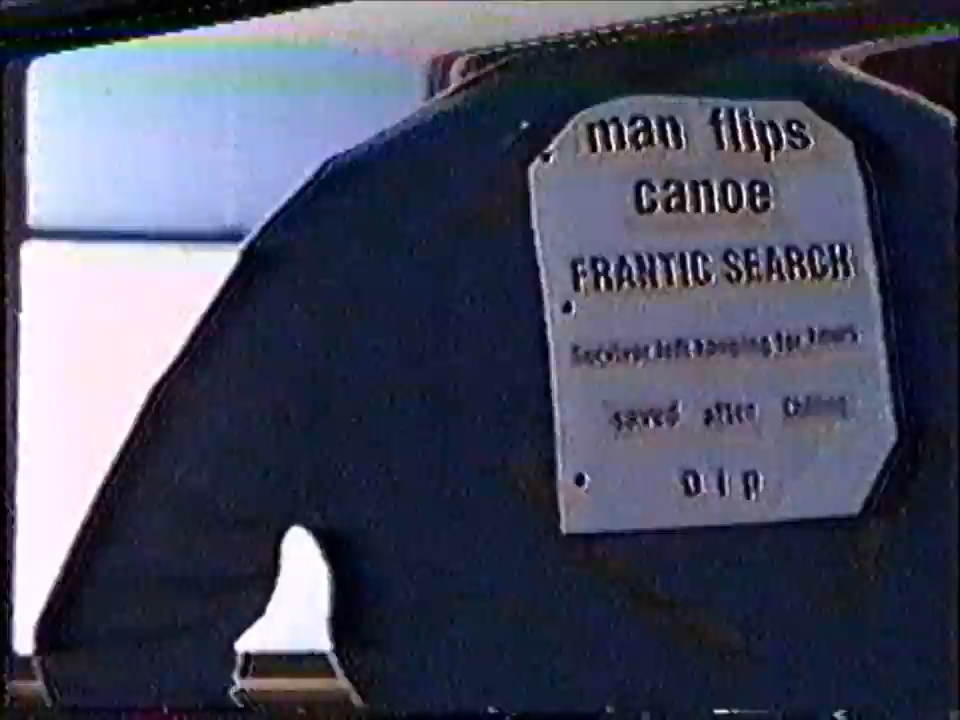 man flips
canoe
FRANTIC SEARCH
Survivor left hanging for hours
saved after chilling
Dip